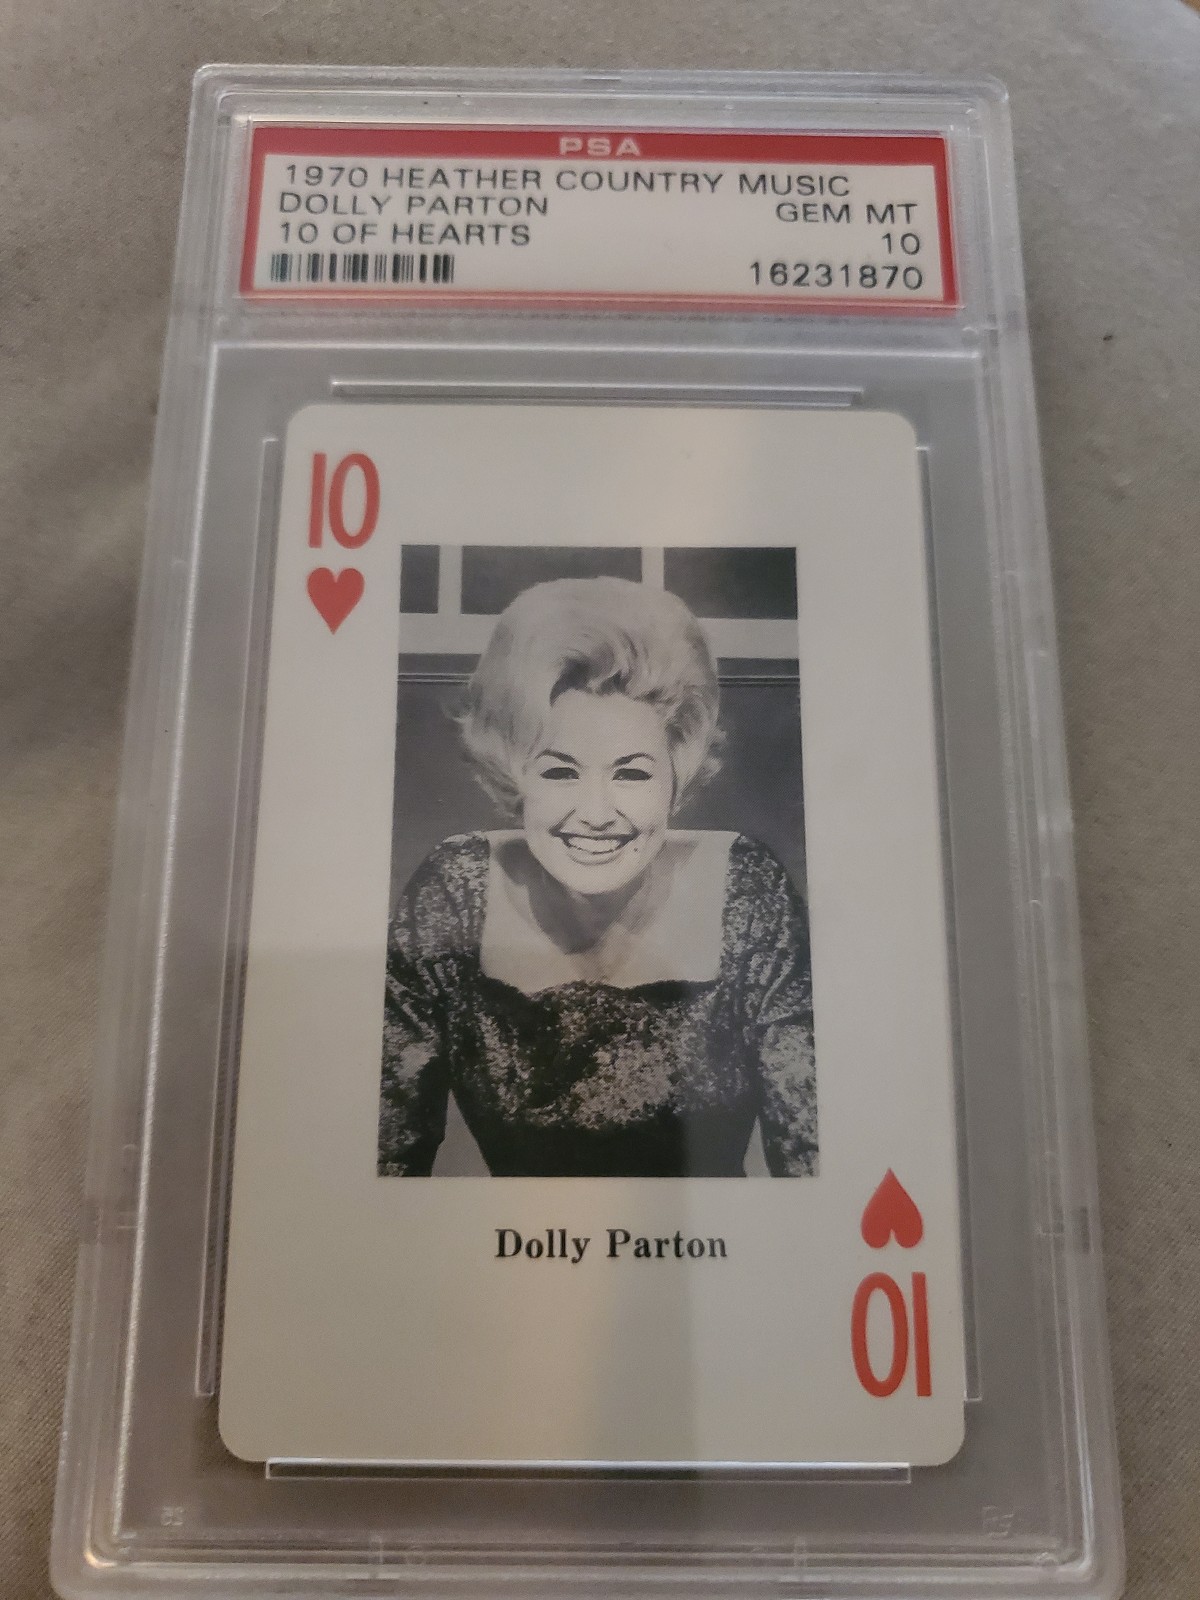 PSA
1970 HEATHER COUNTRY MUSIC
DOLLY PARTON GEM MT
10 OF HEARTS 10
16231870
10
Dolly Parton
10